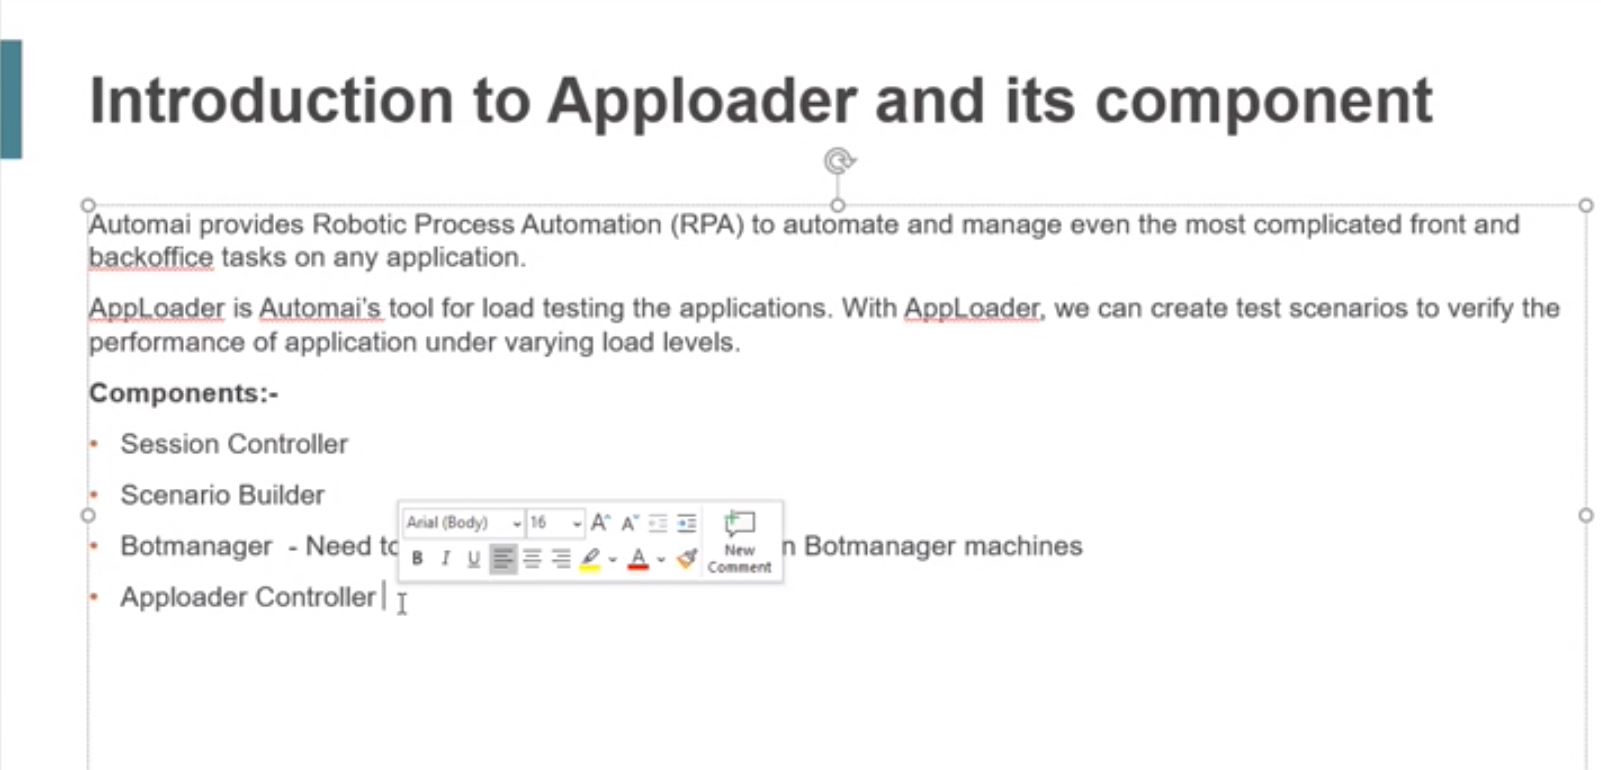 Introduction to Apploader and its component
Automai provides Robotic Process Automation (RPA) to automate and manage even the most complicated front and
backoffice tasks on any application.
AppLoader is Automai's tool for load testing the applications. With AppLoader, we can create test scenarios to verify the
performance of application under varying load levels.
Components:-
• Session Controller
• Scenario Builder
Arial (Body) 16 A A
• Botmanager - Need to n Botmanager machines
B I U A New
Comment
• Apploader Controller